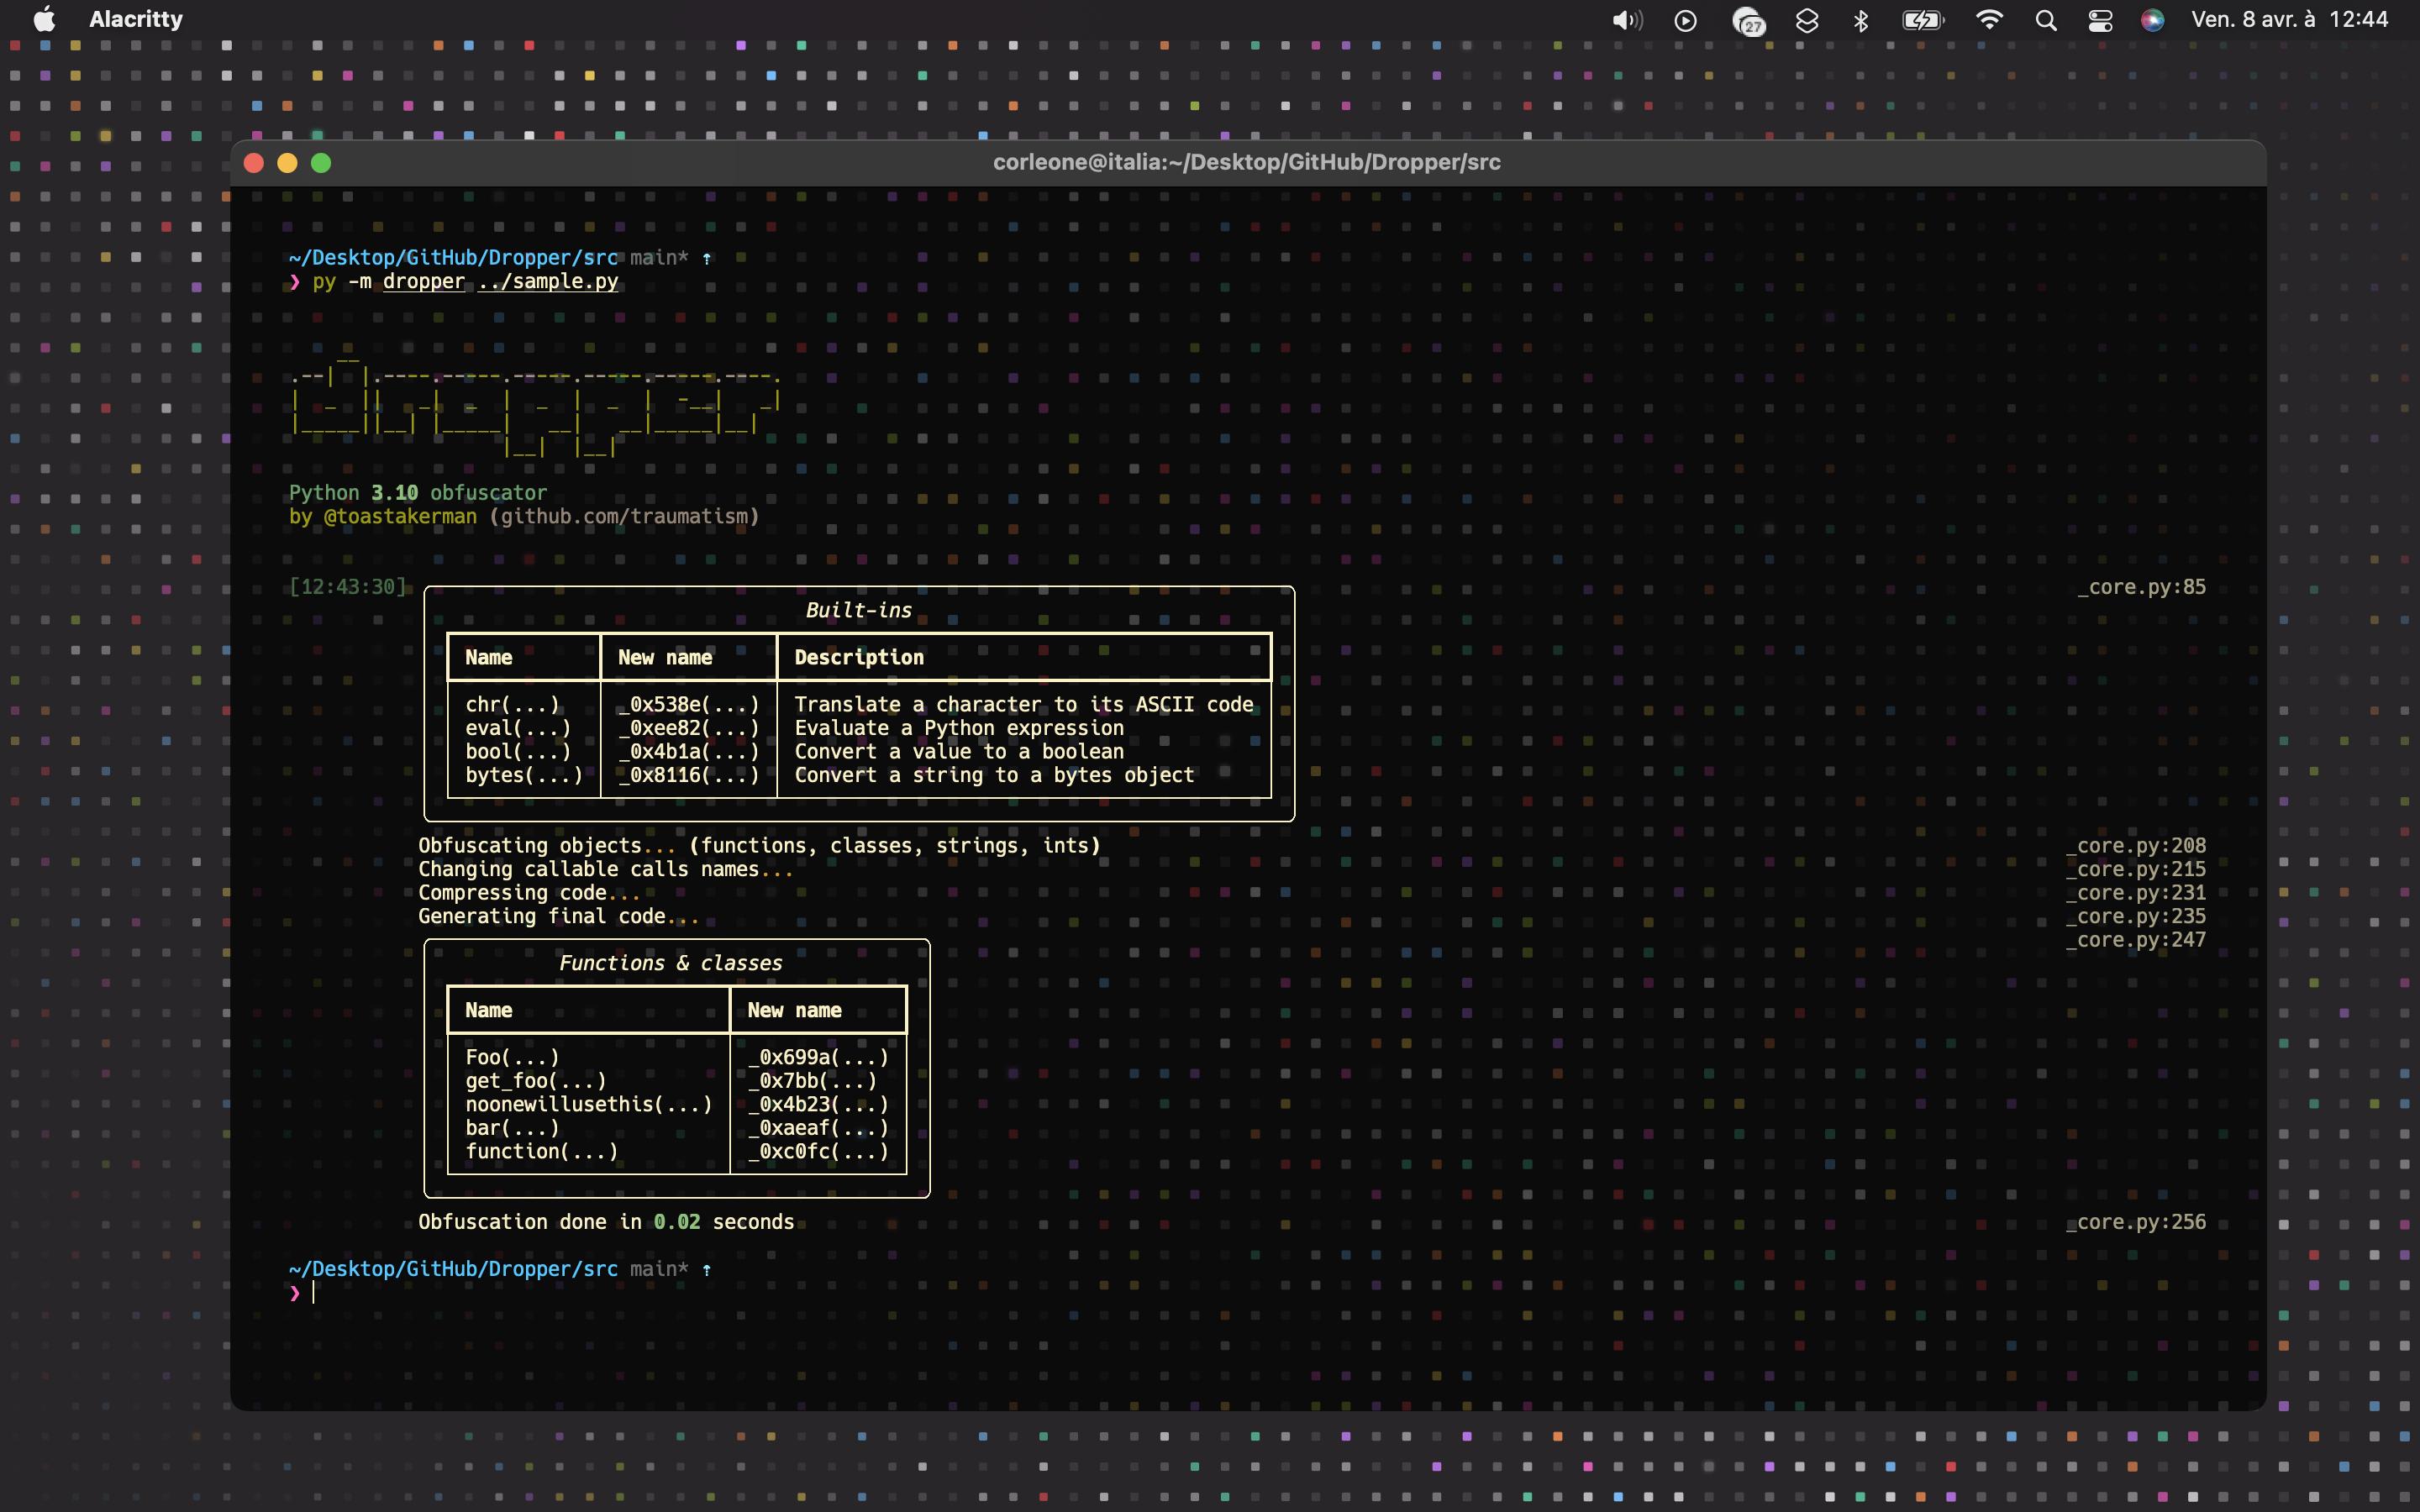 Alacritty
27
Ven. 8 avr. à 12:44
corleone@italia:~/Desktop/GitHub/Dropper/src
~/Desktop/GitHub/Dropper/src main* ⇡
❯ py -m dropper ../sample.py
Python 3.10 obfuscator
by @toastakerman (github.com/traumatism)
[12:43:30] _core.py:85
Built-ins
Name New name Description
chr(...) _0x538e(...) Translate a character to its ASCII code
eval(...) _0xee82(...) Evaluate a Python expression
bool(...) _0x4b1a(...) Convert a value to a boolean
bytes(...) _0x8116(...) Convert a string to a bytes object
Obfuscating objects... (functions, classes, strings, ints) _core.py:208
Changing callable calls names... _core.py:215
Compressing code... _core.py:231
Generating final code... _core.py:235
_core.py:247
Functions & classes
Name New name
Foo(...) _0x699a(...)
get_foo(...) _0x7bb(...)
noonewillusethis(...) _0x4b23(...)
bar(...) _0xaeaf(...)
function(...) _0xc0fc(...)
Obfuscation done in 0.02 seconds _core.py:256
~/Desktop/GitHub/Dropper/src main* ⇡
❯